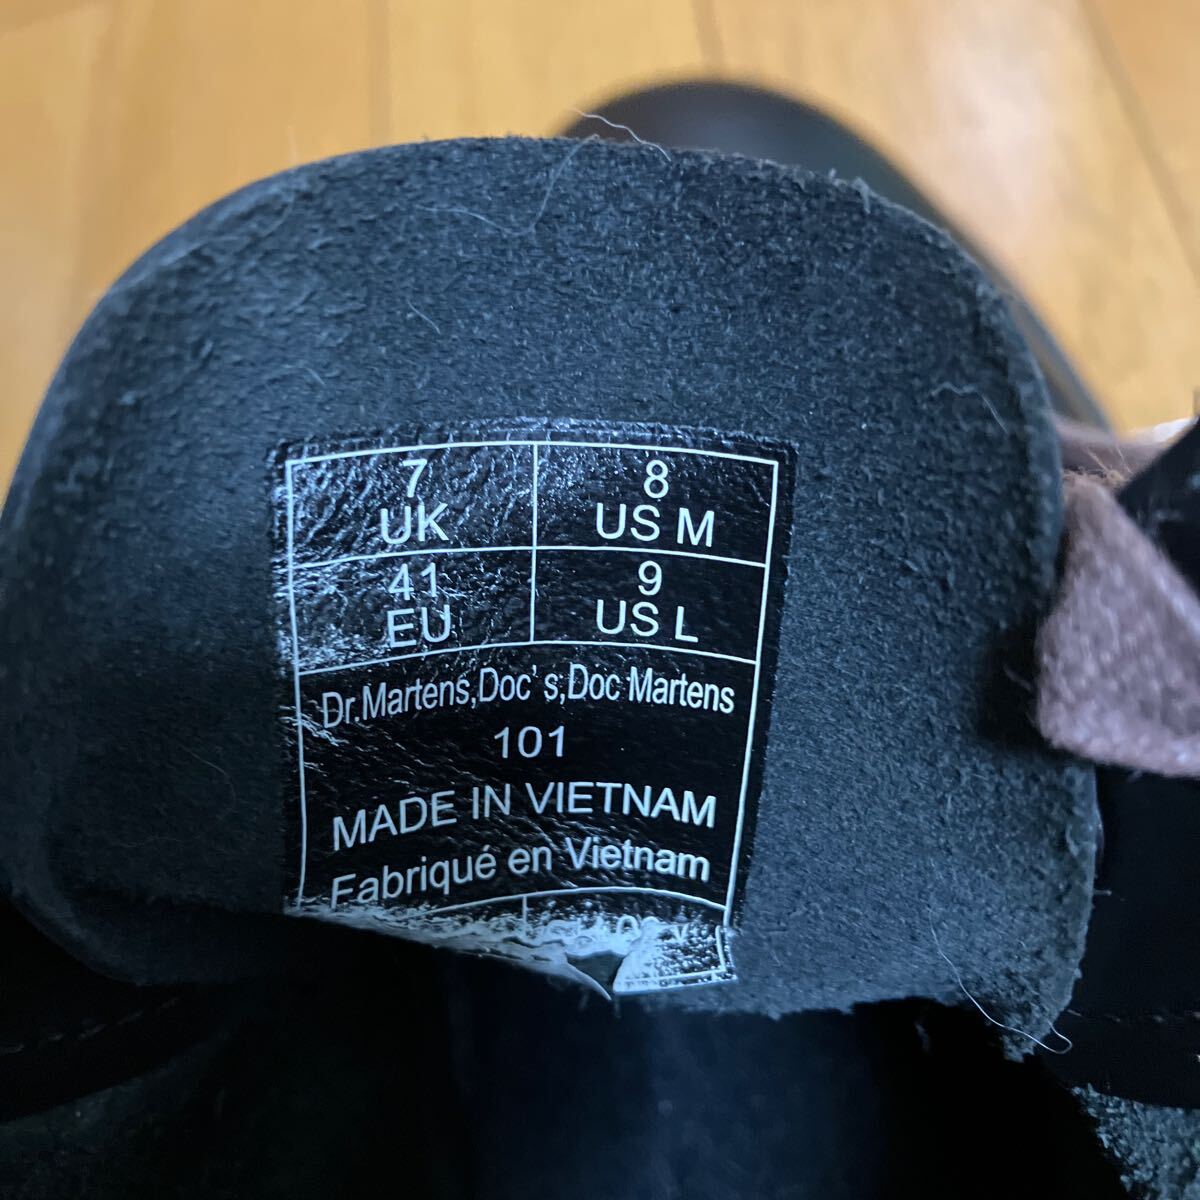 7 8
UK US M
41 9
EU US L
Dr.Martens,Doc's,Doc Martens
101
MADE IN VIETNAM
Fabriqué en Vietnam